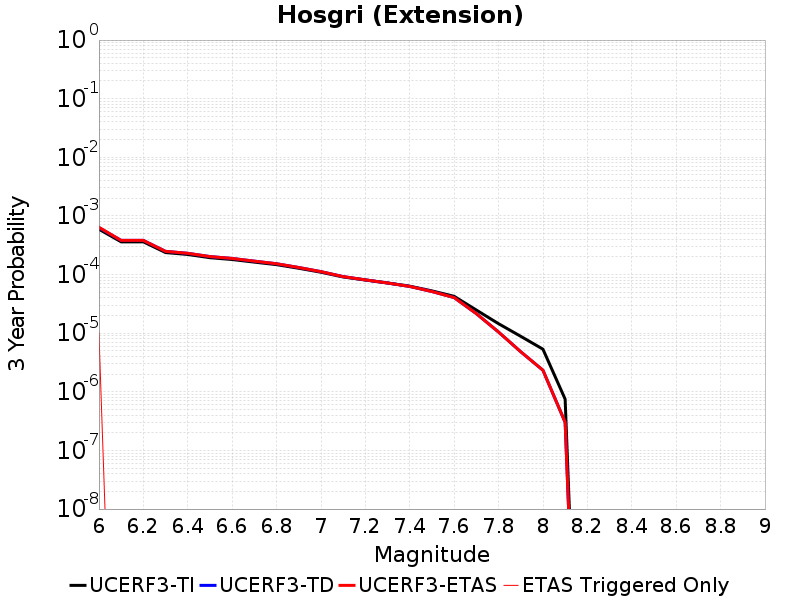 Hosgri (Extension)
3 Year Probability
10^0
10^-1
10^-2
10^-3
10^-4
10^-5
10^-6
10^-7
10^-8
6 6.2 6.4 6.6 6.8 7 7.2 7.4 7.6 7.8 8 8.2 8.4 8.6 8.8 9
Magnitude
UCERF3-TI UCERF3-TD UCERF3-ETAS ETAS Triggered Only